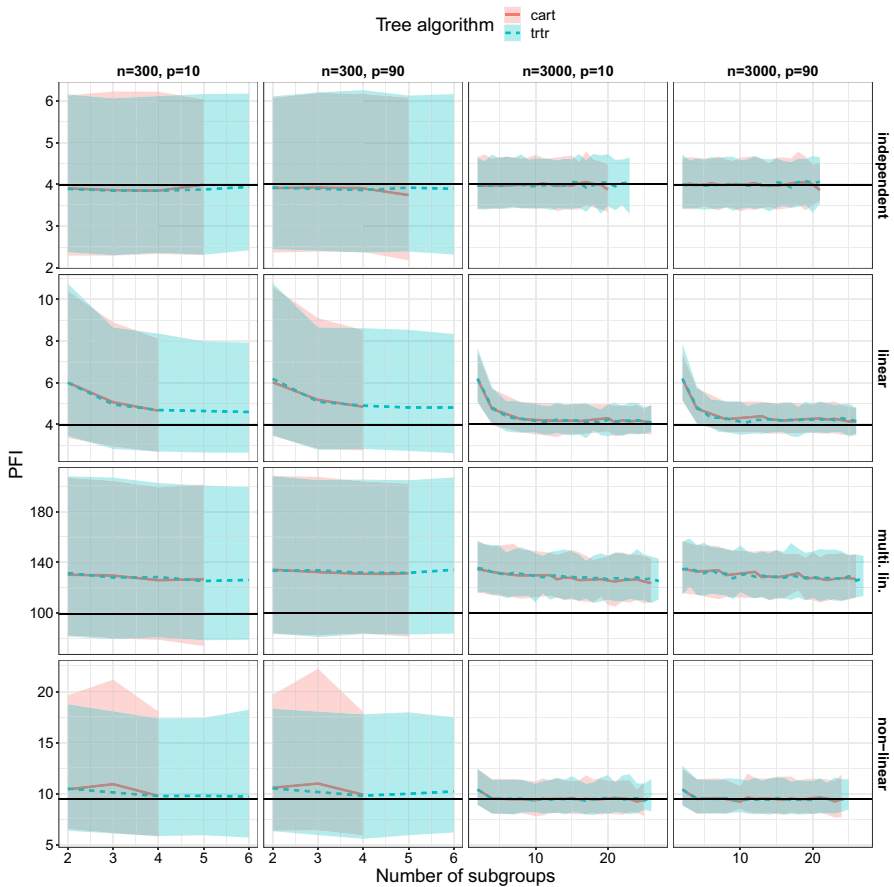 Tree algorithm
cart
trtr
n=300, p=10
n=300, p=90
n=3000, p=10
n=3000, p=90
6
5
4
3
2
independent
10
8
6
4
linear
180
140
100
multi. lin.
20
15
10
5
non−linear
PFI
2 3 4 5 6
2 3 4 5 6
10 20
10 20
Number of subgroups